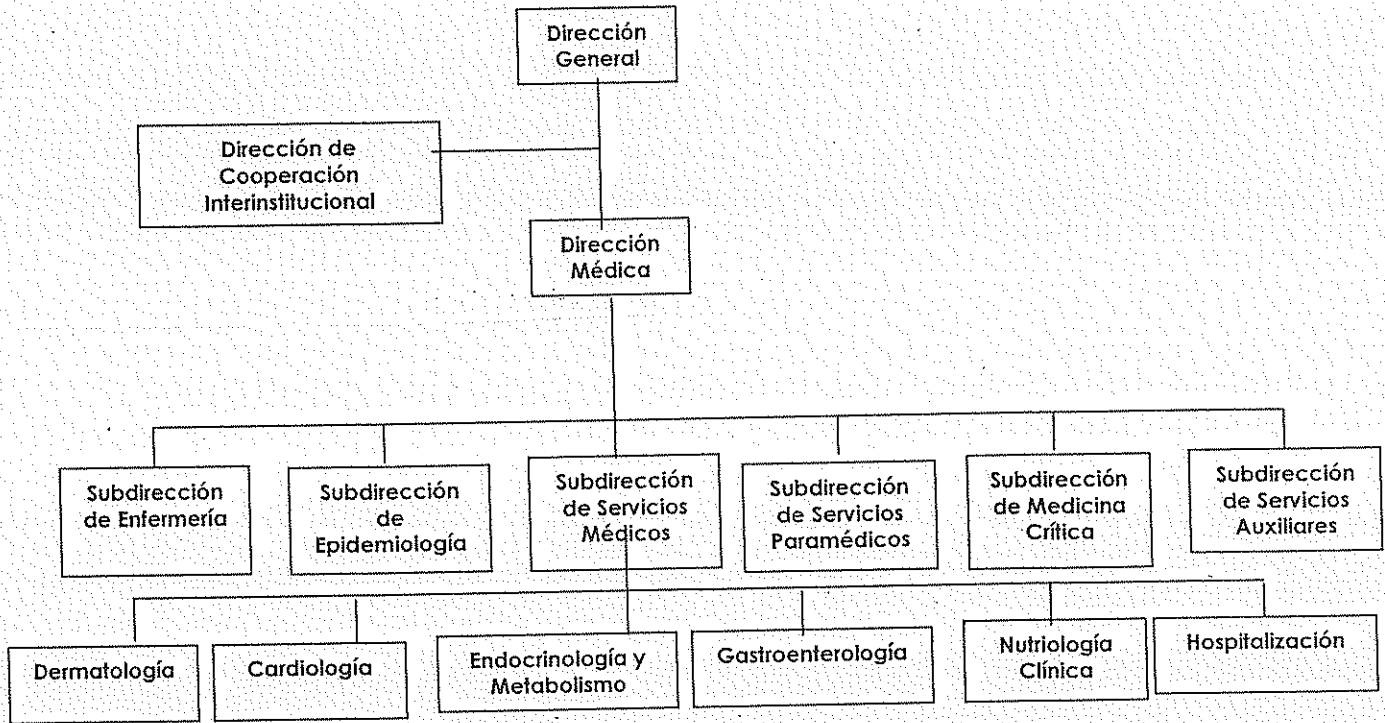 Dirección
General
Dirección de
Cooperación
Interinstitucional
Dirección
Médica
Subdirección
de Enfermería
Subdirección
de
Epidemiología
Subdirección
de Servicios
Médicos
Subdirección
de Servicios
Paramédicos
Subdirección
de Medicina
Crítica
Subdirección
de Servicios
Auxiliares
Dermatología
Cardiología
Endocrinología y
Metabolismo
Gastroenterología
Nutriología
Clínica
Hospitalización